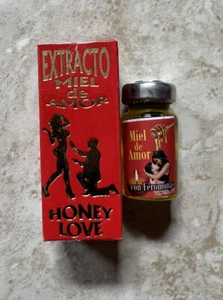 EXTRACTO
MIEL
de
AMOR
HONEY
LOVE
Miel
de
Amor
con feromonas